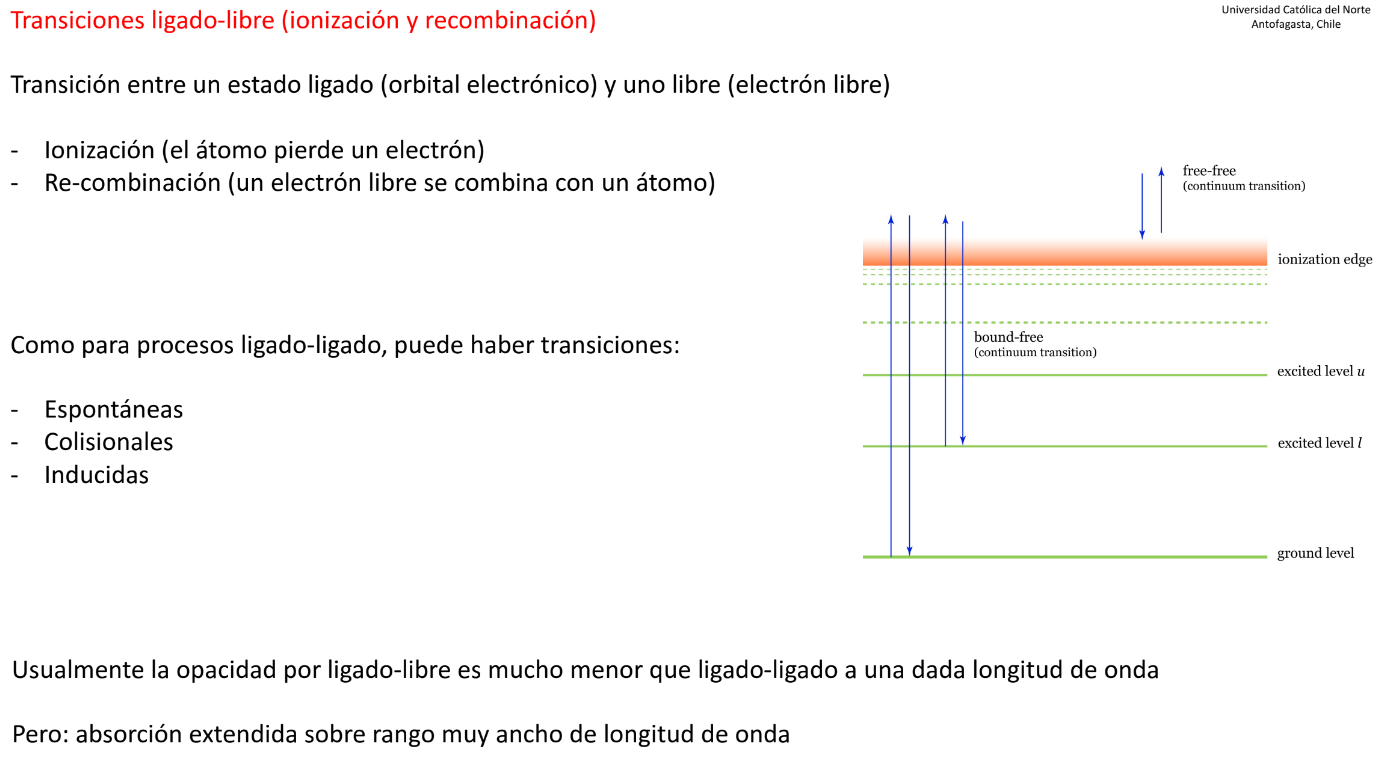 Transiciones ligado-libre (ionización y recombinación)
Universidad Católica del Norte
Antofagasta, Chile
Transición entre un estado ligado (orbital electrónico) y uno libre (electrón libre)
- Ionización (el átomo pierde un electrón)
- Re-combinación (un electrón libre se combina con un átomo)
free-free
(continuum transition)
ionization edge
Como para procesos ligado-ligado, puede haber transiciones:
bound-free
(continuum transition)
excited level u
- Espontáneas
- Colisionales
- Inducidas
excited level l
ground level
Usualmente la opacidad por ligado-libre es mucho menor que ligado-ligado a una dada longitud de onda
Pero: absorción extendida sobre rango muy ancho de longitud de onda